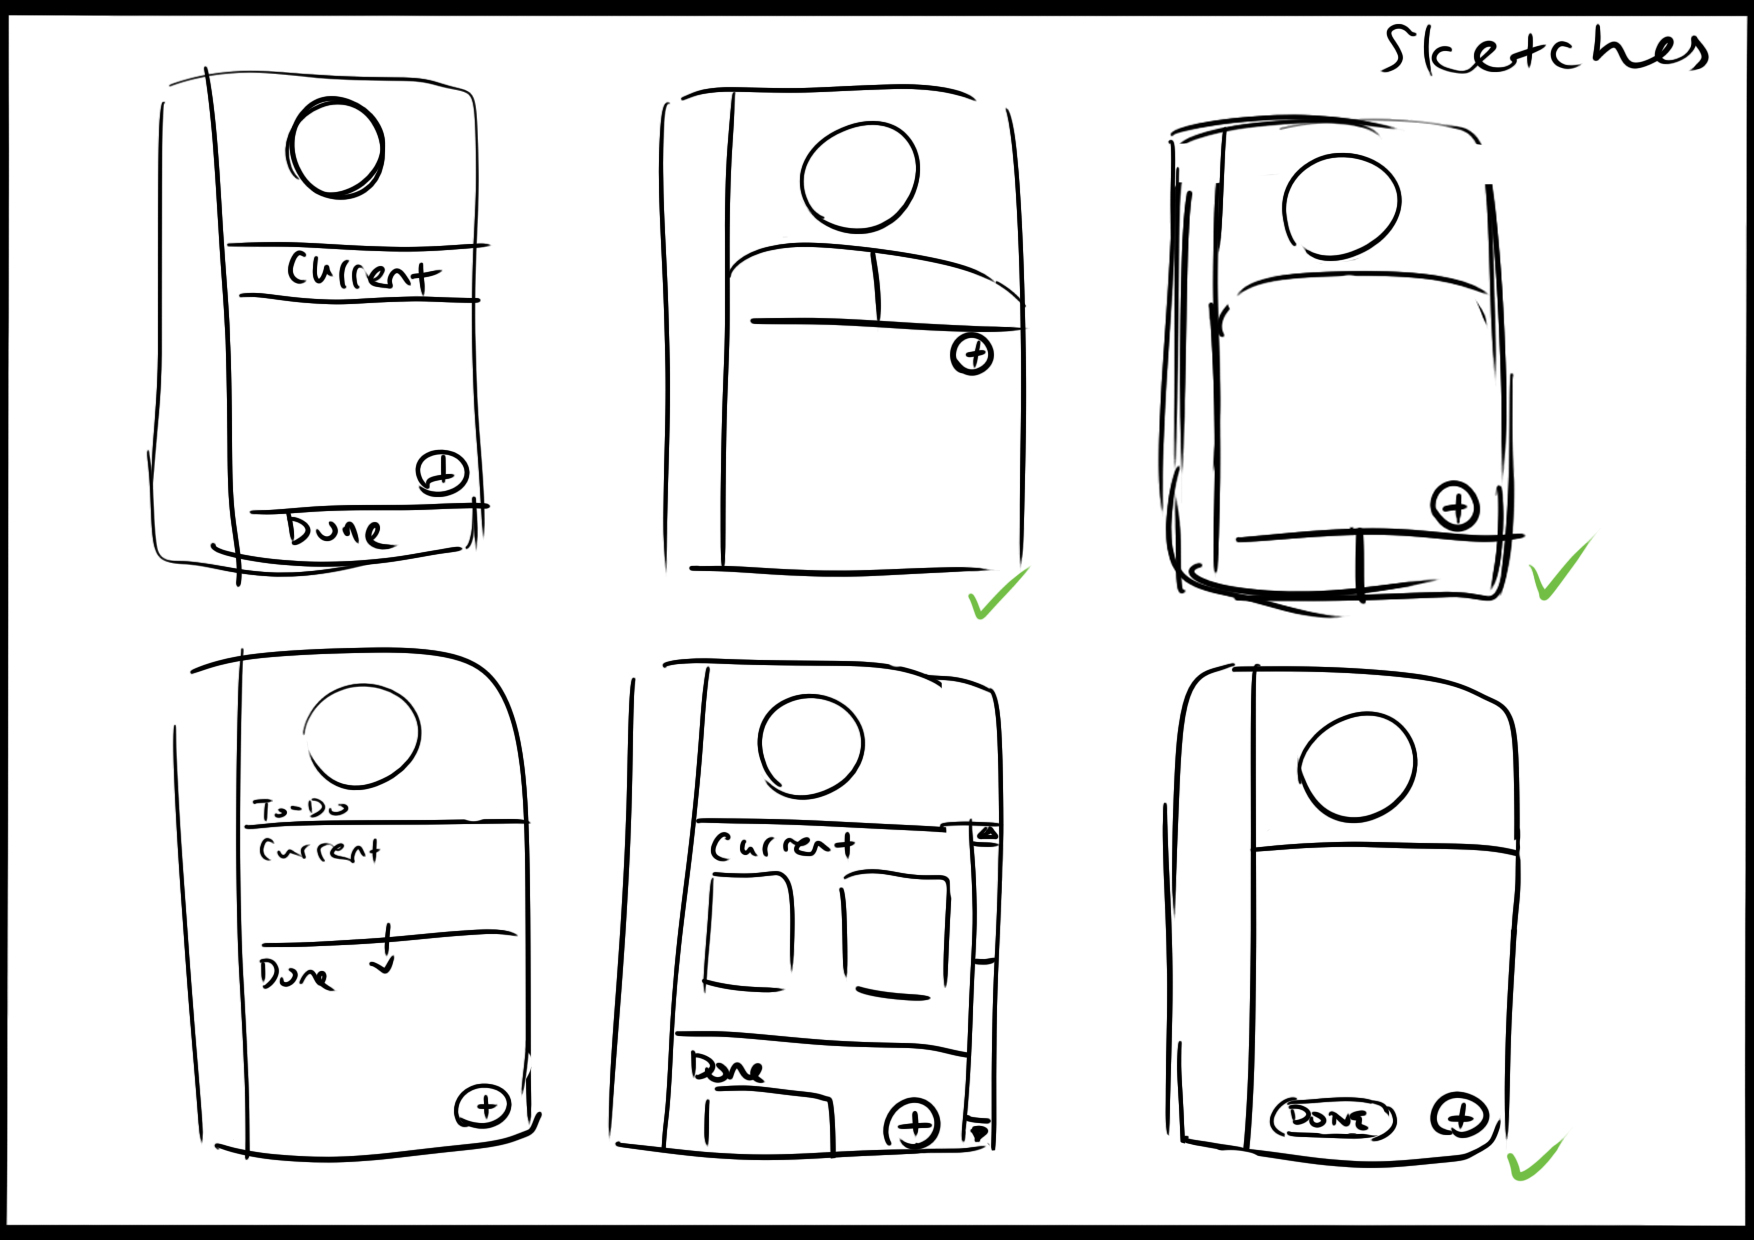 Sketches
Current
+
Done
+
+
To-Do
Current
Done
+
Current
Done
+
DONE
+